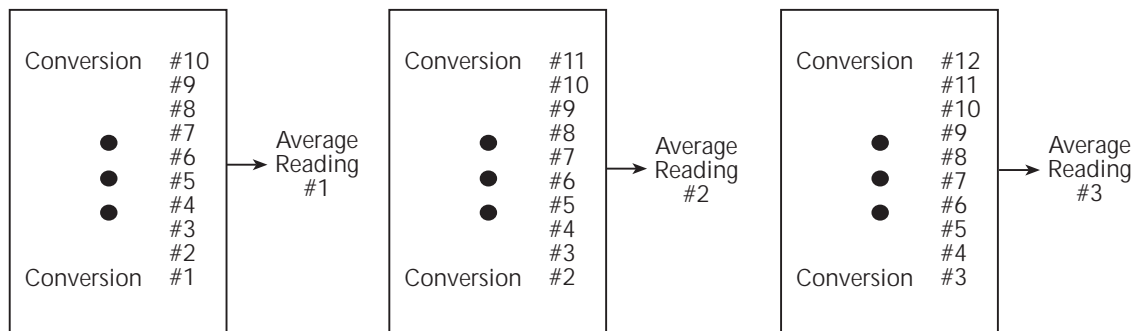 Conversion #10
#9
#8
#7
#6
#5
#4
#3
#2
Conversion #1
Average
Reading
#1
Conversion #11
#10
#9
#8
#7
#6
#5
#4
#3
Conversion #2
Average
Reading
#2
Conversion #12
#11
#10
#9
#8
#7
#6
#5
#4
Conversion #3
Average
Reading
#3